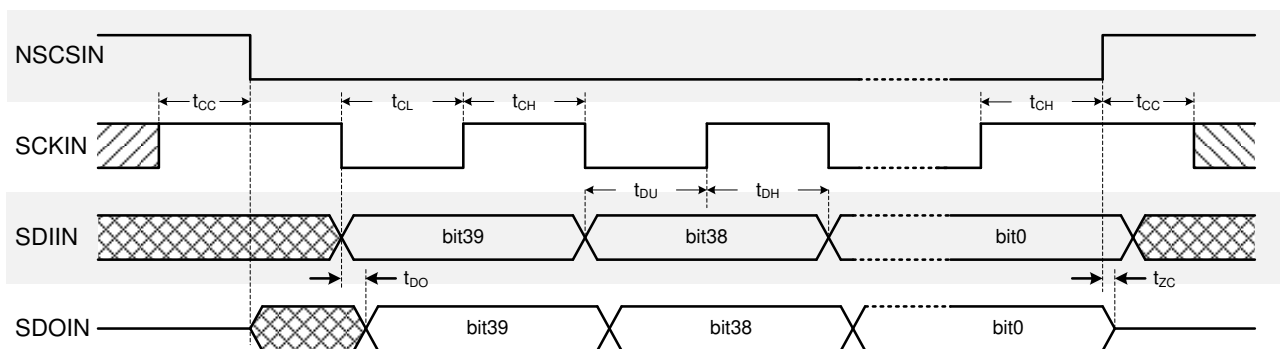 NSCSIN
tCC tCL tCH tCH tCC
SCKIN
tDU tDH
SDIIN bit39 bit38 bit0
tDO tZC
SDOIN bit39 bit38 bit0